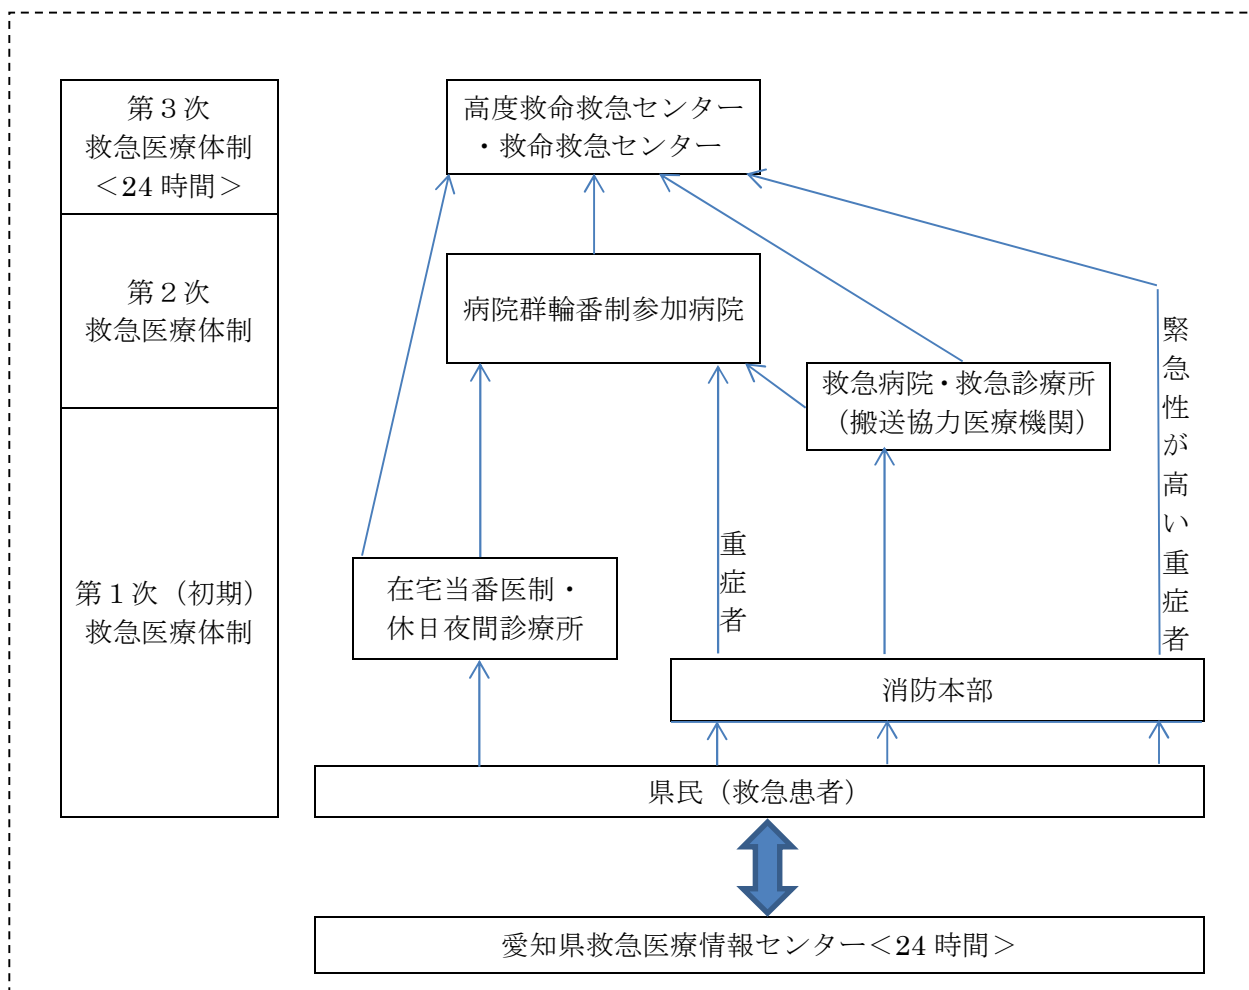 第３次
救急医療体制
＜24 時間＞
高度救命救急センター
・救命救急センター
第２次
救急医療体制
病院群輪番制参加病院
救急病院・救急診療所
（搬送協力医療機関）
緊急性が高い重症者
重症者
第１次（初期）
救急医療体制
在宅当番医制・
休日夜間診療所
消防本部
県民（救急患者）
愛知県救急医療情報センター＜24 時間＞